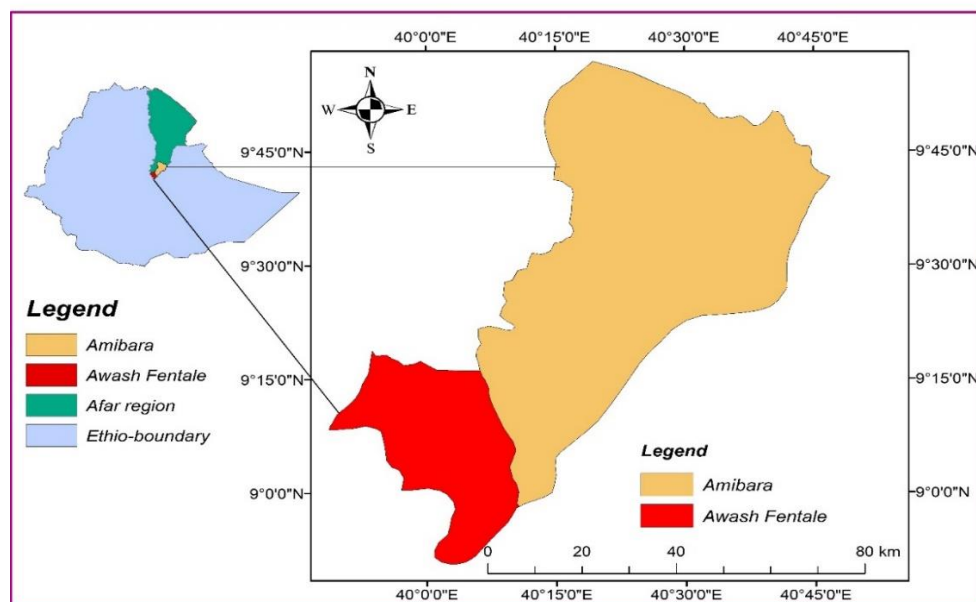 40°0'0"E 40°15'0"E 40°30'0"E 40°45'0"E
N
W E
S
9°45'0"N 9°45'0"N
9°30'0"N 9°30'0"N
9°15'0"N 9°15'0"N
9°0'0"N 9°0'0"N
Legend
Amibara
Awash Fentale
Afar region
Ethio-boundary
Legend
Amibara
Awash Fentale
0 20 40 80 km
40°0'0"E 40°15'0"E 40°30'0"E 40°45'0"E